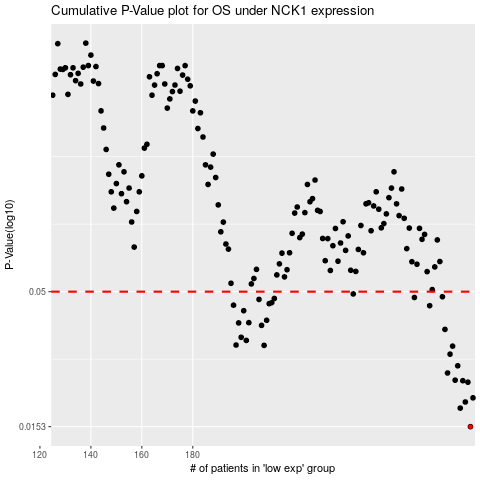 Cumulative P-Value plot for OS under NCK1 expression
P-Value(log10)
0.05
0.0153
120 140 160 180
# of patients in 'low exp' group